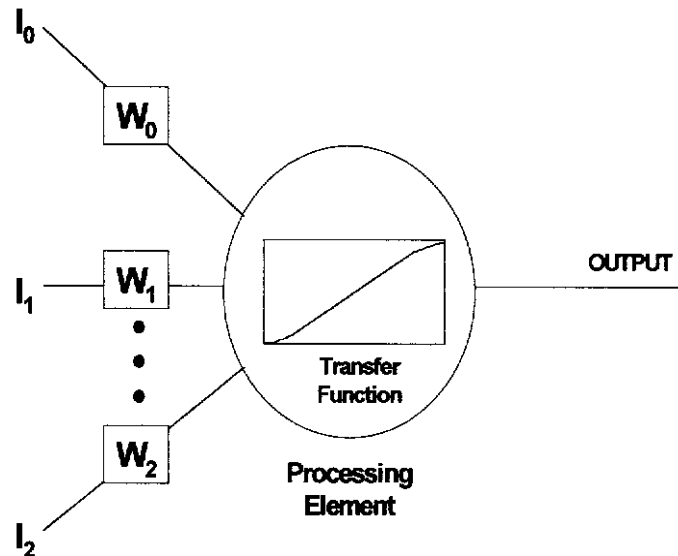 I₀
W₀
I₁
W₁
OUTPUT
Transfer
Function
W₂
I₂
Processing
Element